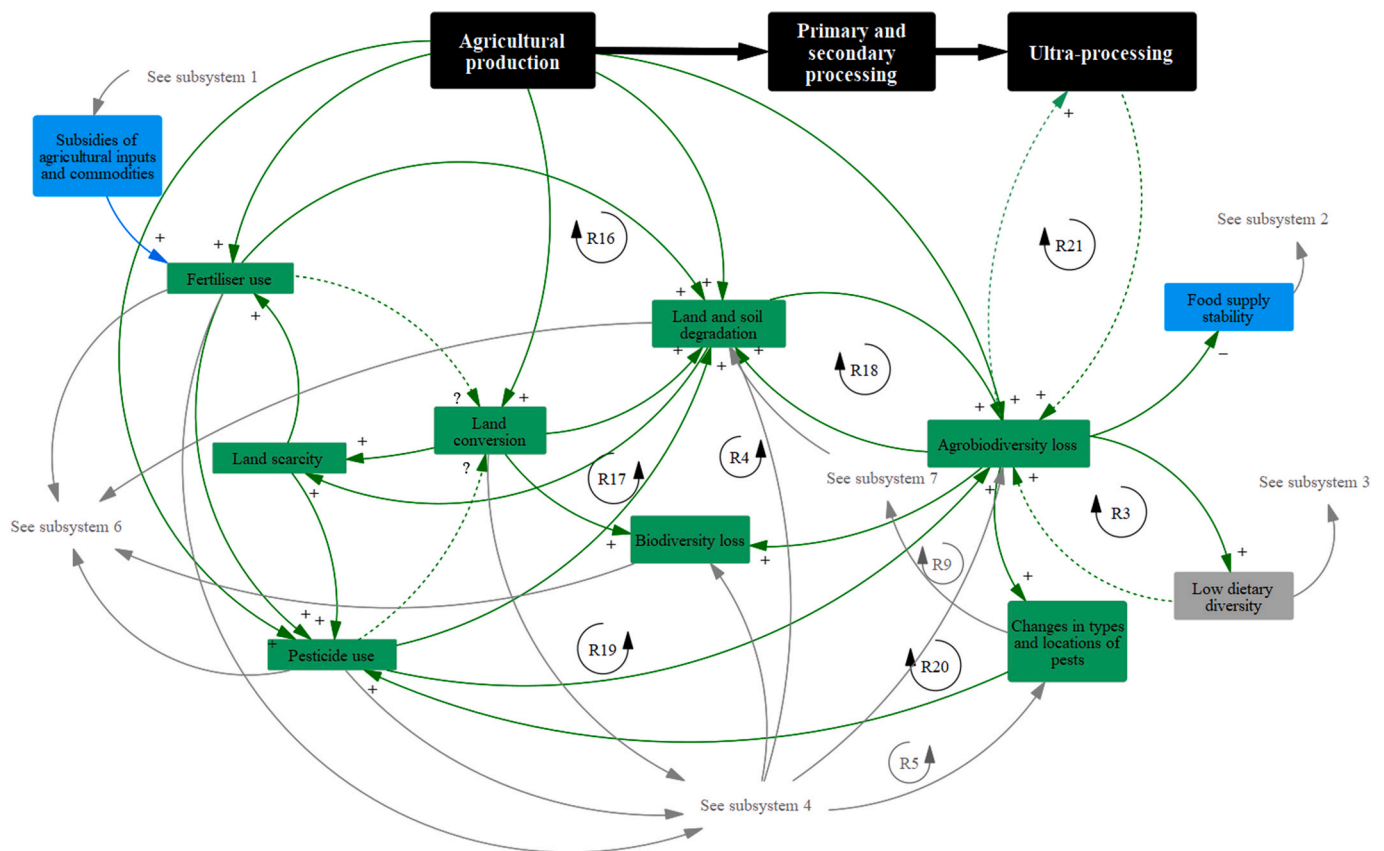 Agricultural
production
Primary and
secondary
processing
Ultra-processing
See subsystem 1
Subsidies of
agricultural inputs
and commodities
+
+
+
R16
R21
See subsystem 2
Fertiliser use
+
+
+
Land and soil
degradation
Food supply
stability
+
+
+
+
R18
–
?
+
+
+
+
Land
conversion
+
Agrobiodiversity loss
Land scarcity
?
R4
+
R17
See subsystem 7
+
+
See subsystem 3
R3
See subsystem 6
Biodiversity loss
+
+
+
R9
+
Low dietary
diversity
+
+
+
+
Changes in types
and locations of
pests
Pesticide use
R19
R20
+
R5
See subsystem 4